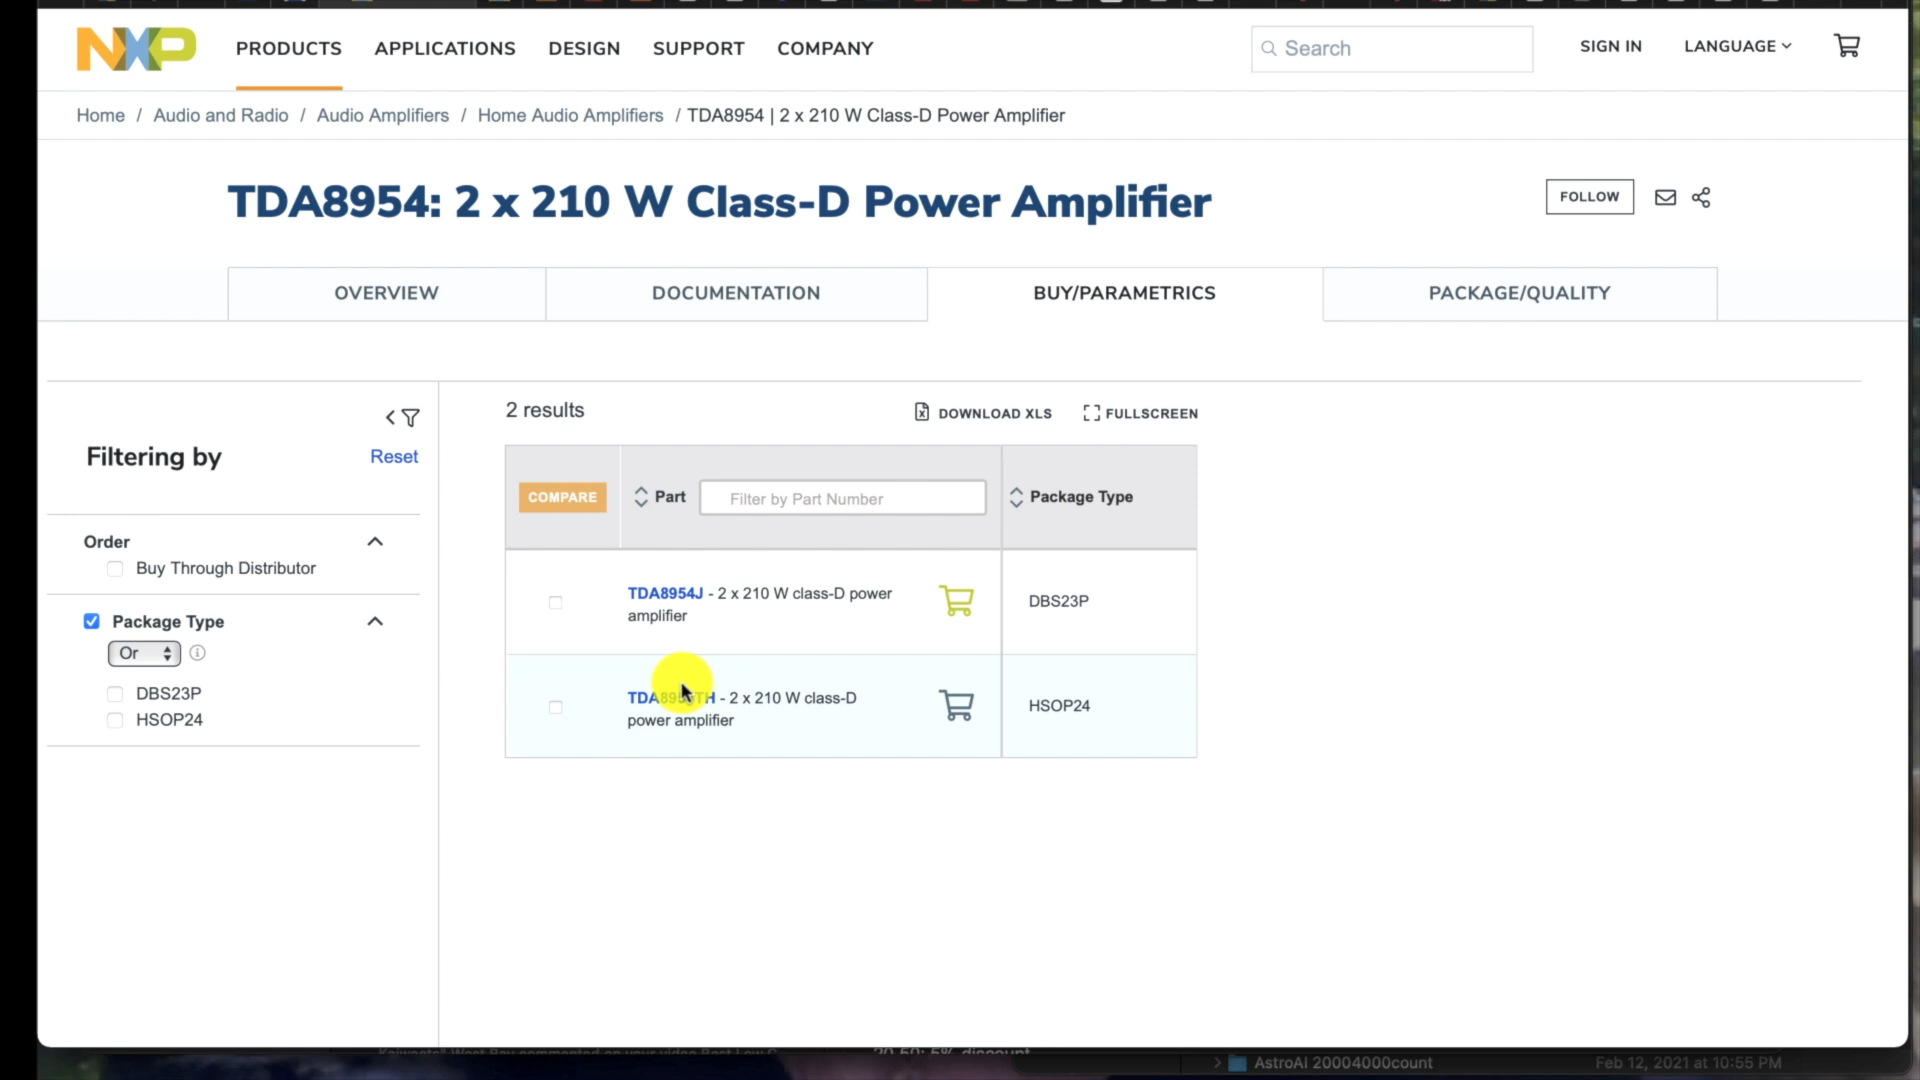 NXP
PRODUCTS
APPLICATIONS
DESIGN
SUPPORT
COMPANY
Search
SIGN IN
LANGUAGE
Home / Audio and Radio / Audio Amplifiers / Home Audio Amplifiers / TDA8954 | 2 x 210 W Class-D Power Amplifier
TDA8954: 2 x 210 W Class-D Power Amplifier
FOLLOW
OVERVIEW
DOCUMENTATION
BUY/PARAMETRICS
PACKAGE/QUALITY
Filtering by
Reset
Order
Buy Through Distributor
Package Type
Or
DBS23P
HSOP24
2 results
DOWNLOAD XLS
FULLSCREEN
COMPARE
Part
Filter by Part Number
Package Type
TDA8954J - 2 x 210 W class-D power
amplifier
DBS23P
- 2 x 210 W class-D
power amplifier
HSOP24
AstroAI 20004000count
Feb 12, 2021 at 10:55 PM